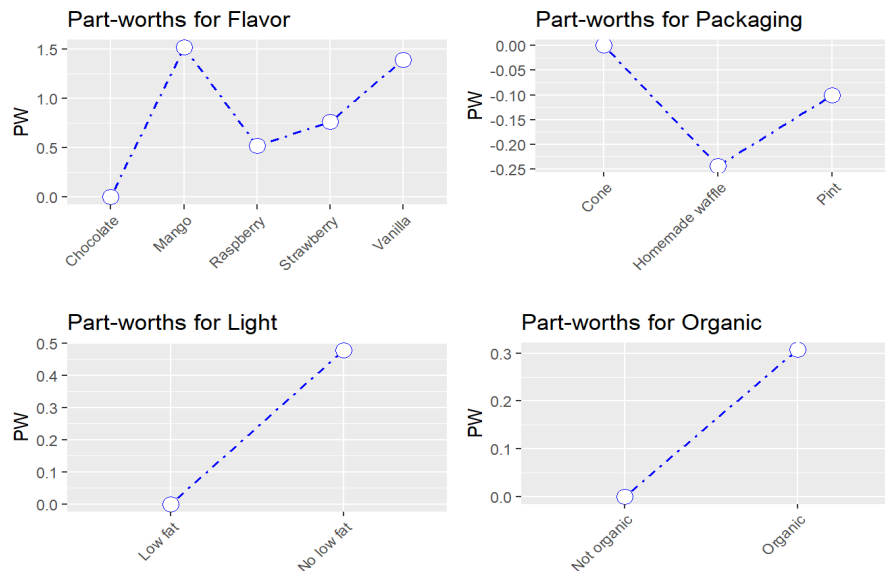 Part-worths for Flavor
PW
1.5
1.0
0.5
0.0
Chocolate
Mango
Raspberry
Strawberry
Vanilla
Part-worths for Packaging
PW
0.00
-0.05
-0.10
-0.15
-0.20
-0.25
Cone
Homemade waffle
Pint
Part-worths for Light
PW
0.5
0.4
0.3
0.2
0.1
0.0
Low fat
No low fat
Part-worths for Organic
PW
0.3
0.2
0.1
0.0
Not organic
Organic